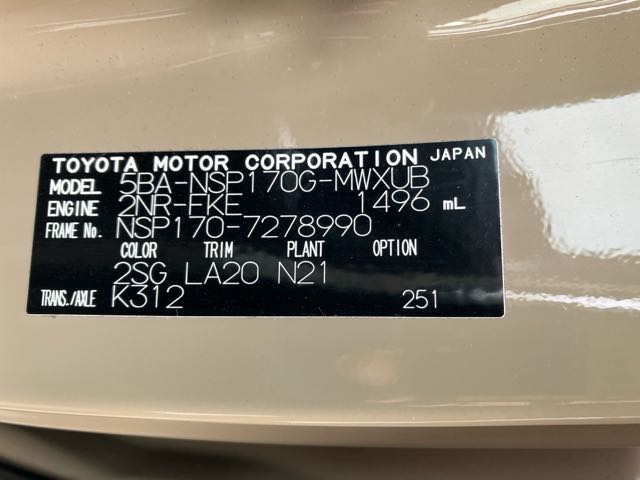 TOYOTA MOTOR CORPORATION JAPAN
MODEL 5BA-NSP170G-MWXUB
ENGINE 2NR-FKE 1496 mL
FRAME No. NSP170-7278990
COLOR TRIM PLANT OPTION
2SG LA20 N21
TRANS./AXLE K312 251